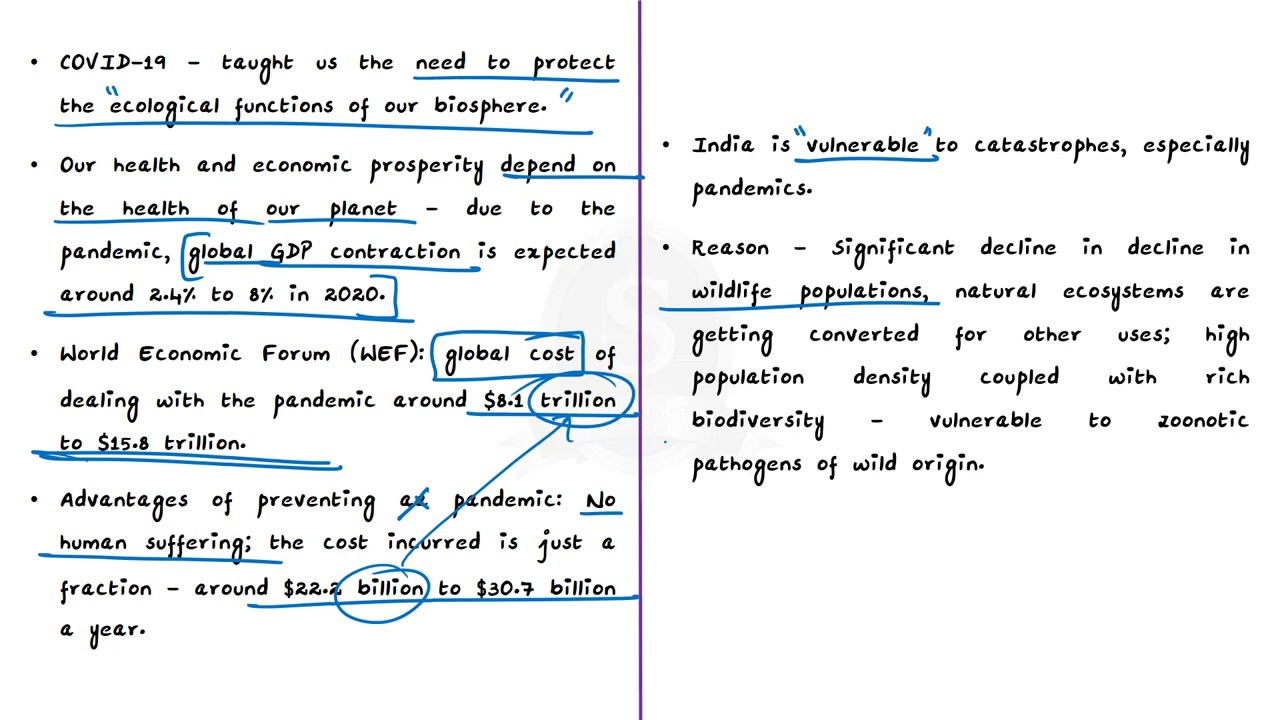 • COVID-19 – taught us the need to protect
the "ecological functions of our biosphere."
• Our health and economic prosperity depend on
the health of our planet – due to the
pandemic, global GDP contraction is expected
around 2.4% to 8% in 2020.
• World Economic Forum (WEF): global cost of
dealing with the pandemic around $8.1 trillion
to $15.8 trillion.
• Advantages of preventing pandemic: No
human suffering; the cost incurred is just a
fraction – around $22.2 billion to $30.7 billion
a year.
• India is "vulnerable" to catastrophes, especially
pandemics.
• Reason – Significant decline in decline in
wildlife populations, natural ecosystems are
getting converted for other uses; high
population density coupled with rich
biodiversity – vulnerable to zoonotic
pathogens of wild origin.